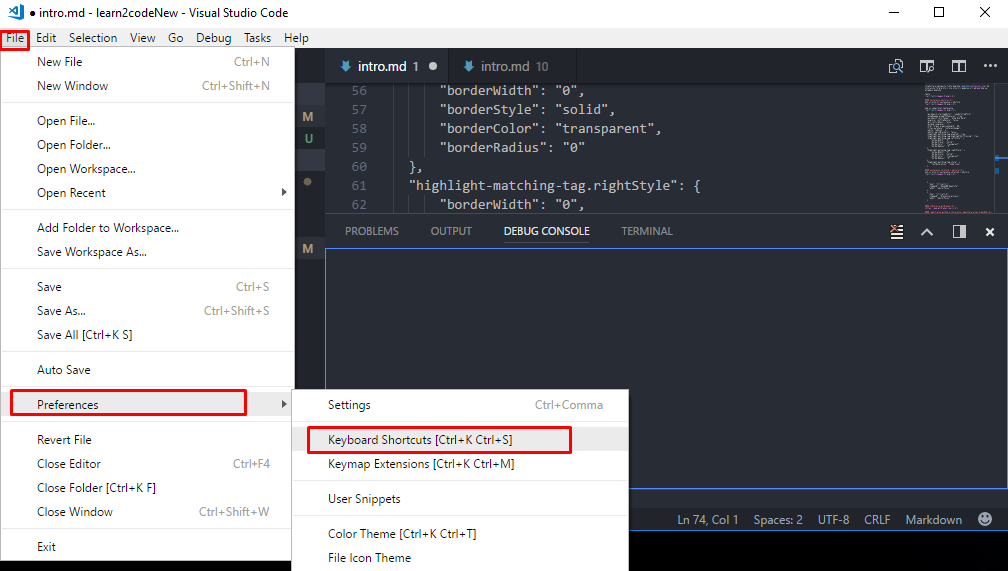 ● intro.md - learn2codeNew - Visual Studio Code
File Edit Selection View Go Debug Tasks Help
New File Ctrl+N
New Window Ctrl+Shift+N
Open File...
Open Folder...
Open Workspace...
Open Recent
Add Folder to Workspace...
Save Workspace As...
Save Ctrl+S
Save As... Ctrl+Shift+S
Save All [Ctrl+K S]
Auto Save
Preferences
Revert File
Close Editor Ctrl+F4
Close Folder [Ctrl+K F]
Close Window Ctrl+Shift+W
Exit
Settings Ctrl+Comma
Keyboard Shortcuts [Ctrl+K Ctrl+S]
Keymap Extensions [Ctrl+K Ctrl+M]
User Snippets
Color Theme [Ctrl+K Ctrl+T]
File Icon Theme
M
U
M
intro.md 1 ● intro.md 10
56 "borderWidth": "0",
57 "borderStyle": "solid",
58 "borderColor": "transparent",
59 "borderRadius": "0"
60 },
61 "highlight-matching-tag.rightStyle": {
62 "borderWidth": "0",
PROBLEMS OUTPUT DEBUG CONSOLE TERMINAL
Ln 74, Col 1 Spaces: 2 UTF-8 CRLF Markdown